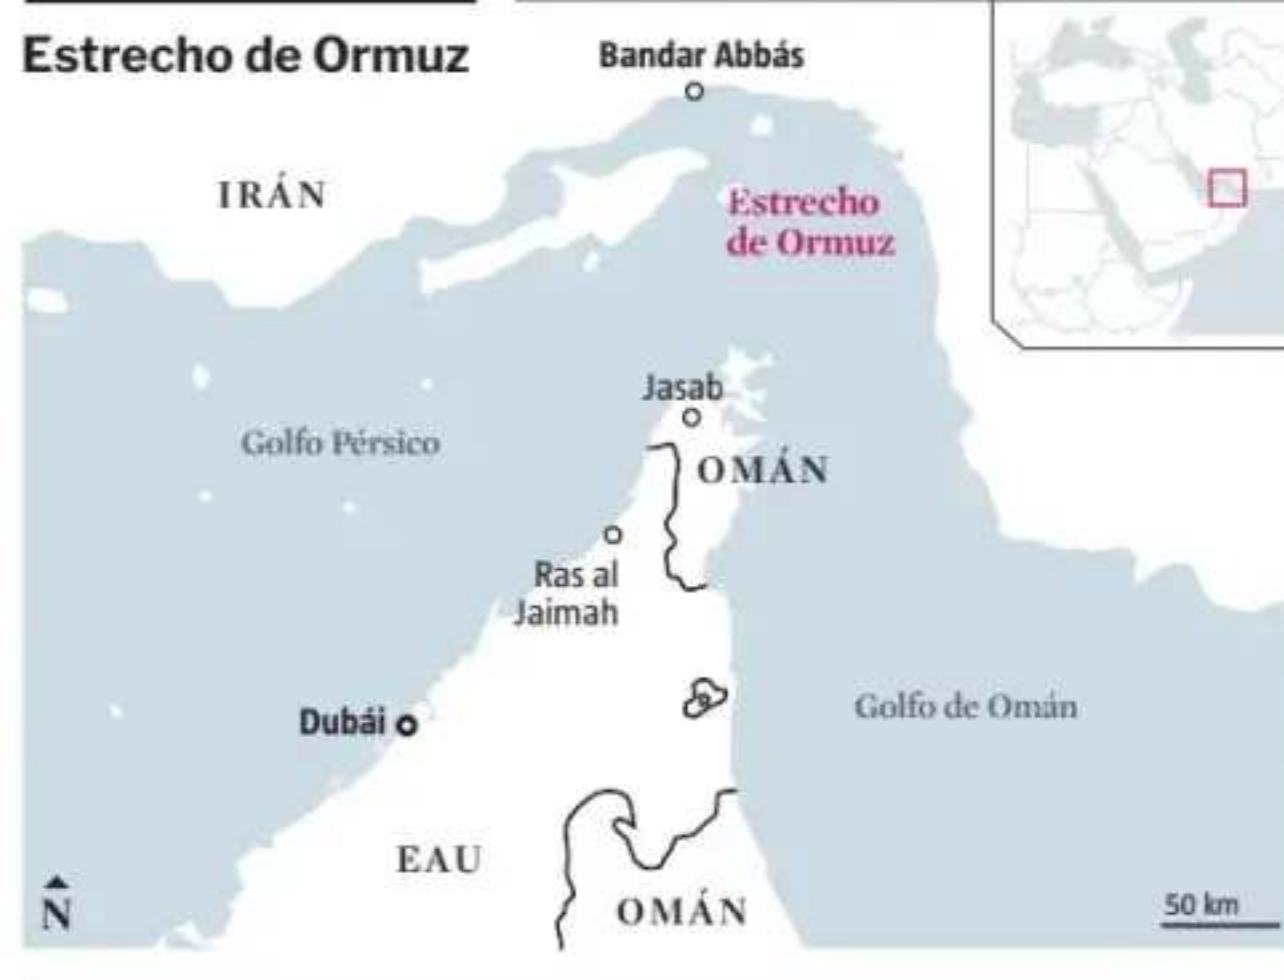 Estrecho de Ormuz
Bandar Abbás
IRÁN
Estrecho
de Ormuz
Jasab
Golfo Pérsico
OMÁN
Ras al
Jaimah
Golfo de Omán
Dubái
EAU
OMÁN
N
50 km